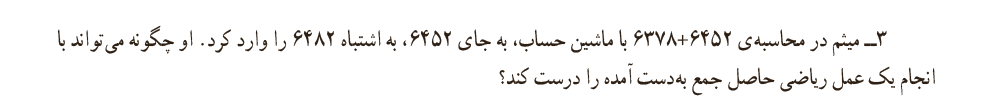 ۳ــ میثم در محاسبه‌ی ۶۴۵۲+۶۳۷۸ با ماشین حساب، به جای ۶۴۵۲، به اشتباه ۶۴۸۲ را وارد کرد. او چگونه می‌تواند با
انجام یک عمل ریاضی حاصل جمع به‌دست آمده را درست کند؟